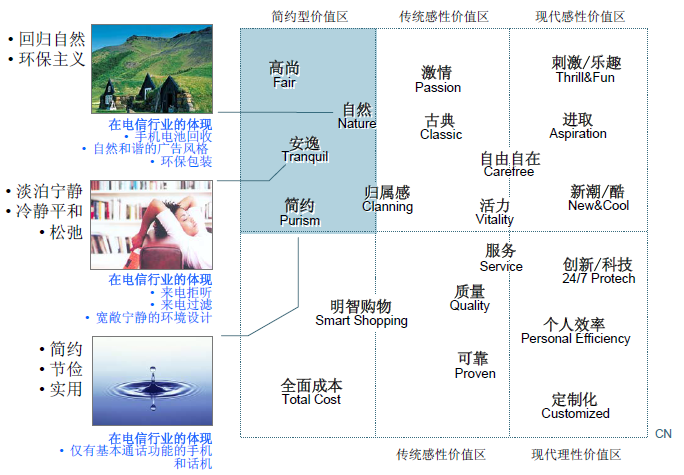 简约型价值区
传统感性价值区
现代感性价值区
• 回归自然
• 环保主义
在电信行业的体现
• 手机电池回收
• 自然和谐的广告风格
• 环保包装
• 淡泊宁静
• 冷静平和
• 松弛
在电信行业的体现
• 来电拒听
• 来电过滤
• 宽敞宁静的环境设计
• 简约
• 节俭
• 实用
在电信行业的体现
• 仅有基本通话功能的手机
和话机
高尚
Fair
自然
Nature
安逸
Tranquil
简约
Purism
激情
Passion
古典
Classic
自由自在
Carefree
归属感
Clanning
活力
Vitality
刺激/乐趣
Thrill&Fun
进取
Aspiration
新潮/酷
New&Cool
服务
Service
创新/科技
24/7 Protech
质量
Quality
明智购物
Smart Shopping
个人效率
Personal Efficiency
可靠
Proven
全面成本
Total Cost
定制化
Customized
CN
传统感性价值区
现代理性价值区